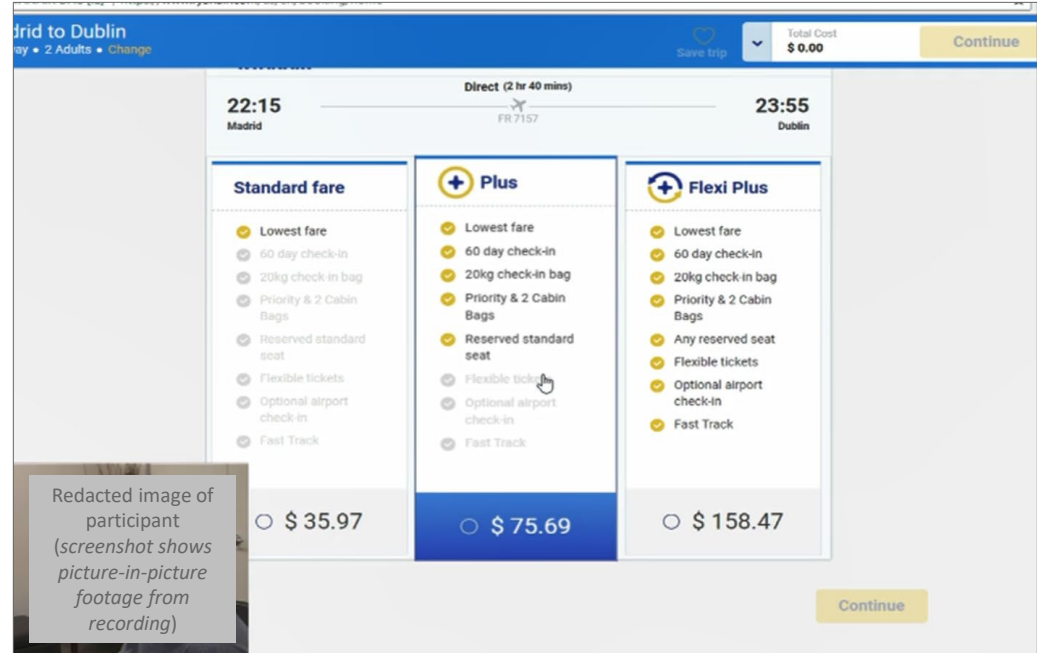 drid to Dublin
2 Adults • Change
Save trip
Total Cost
$ 0.00
Continue
Direct (2 hr 40 mins)
22:15
Madrid
FR 7157
23:55
Dublin
Standard fare
Lowest fare
60 day check-in
20kg check-in bag
Priority & 2 Cabin
Bags
Reserved standard
seat
Flexible tickets
Optional airport
check-in
Fast Track
$ 35.97
Plus
Lowest fare
60 day check-in
20kg check-in bag
Priority & 2 Cabin
Bags
Reserved standard
seat
Flexible tickets
Optional airport
check-in
Fast Track
$ 75.69
Flexi Plus
Lowest fare
60 day check-in
20kg check-in bag
Priority & 2 Cabin
Bags
Any reserved seat
Flexible tickets
Optional airport
check-in
Fast Track
$ 158.47
Continue
Redacted image of
participant
(screenshot shows
picture-in-picture
footage from
recording)